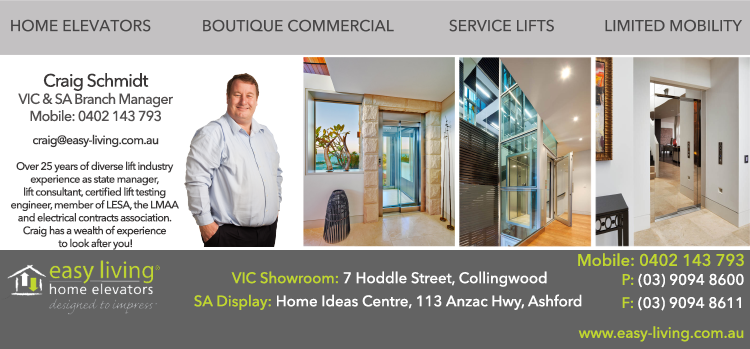 HOME ELEVATORS BOUTIQUE COMMERCIAL SERVICE LIFTS LIMITED MOBILITY
Craig Schmidt
VIC & SA Branch Manager
Mobile: 0402 143 793
craig@easy-living.com.au
Over 25 years of diverse lift industry
experience as state manager,
lift consultant, certified lift testing
engineer, member of LESA, the LMAA
and electrical contracts association.
Craig has a wealth of experience
to look after you!
easy living®
home elevators
designed to impress™
VIC Showroom: 7 Hoddle Street, Collingwood
SA Display: Home Ideas Centre, 113 Anzac Hwy, Ashford
Mobile: 0402 143 793
P: (03) 9094 8600
F: (03) 9094 8611
www.easy-living.com.au